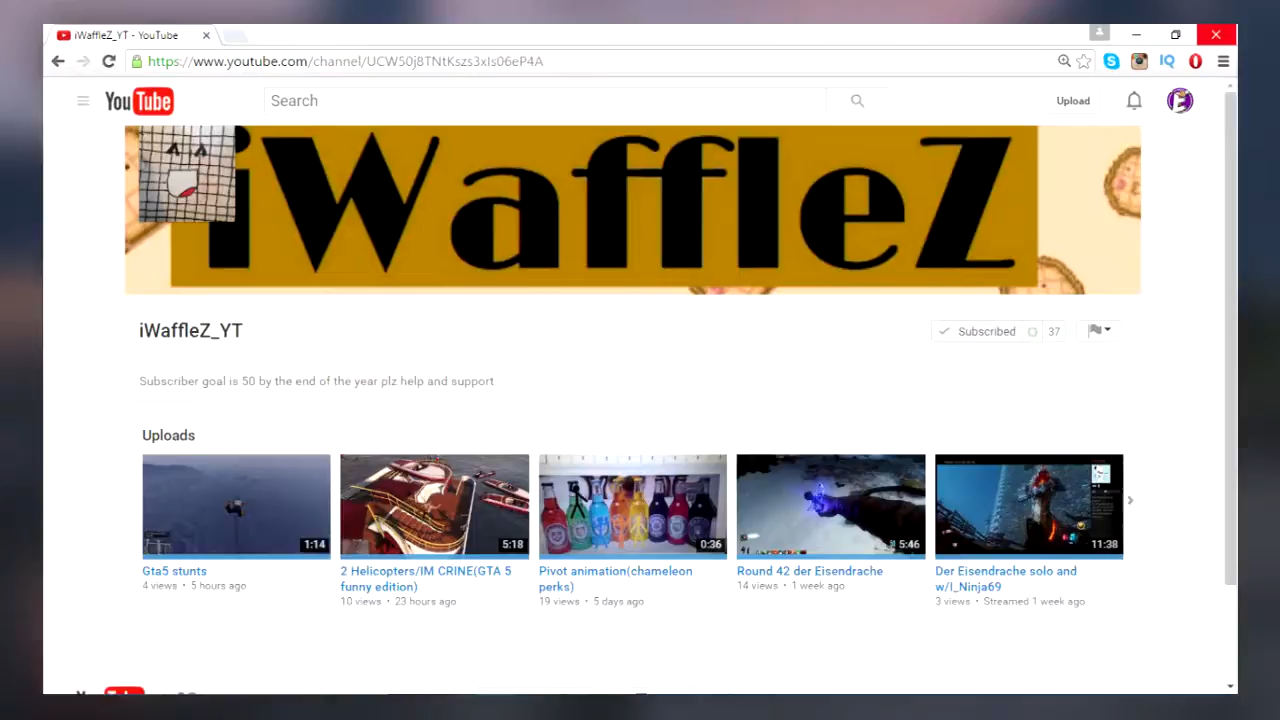 iWaffleZ_YT - YouTube
https://www.youtube.com/channel/UCW50j8TNtKszs3xIs06eP4A
IQ
YouTube
Search
Upload
iWaffleZ
iWaffleZ_YT
Subscribed 37
Subscriber goal is 50 by the end of the year plz help and support
Uploads
1:14
5:18
0:36
5:46
11:38
Gta5 stunts
4 views • 5 hours ago
2 Helicopters/IM CRINE(GTA 5
funny edition)
10 views • 23 hours ago
Pivot animation(chameleon
perks)
19 views • 5 days ago
Round 42 der Eisendrache
14 views • 1 week ago
Der Eisendrache solo and
w/I_Ninja69
3 views • Streamed 1 week ago